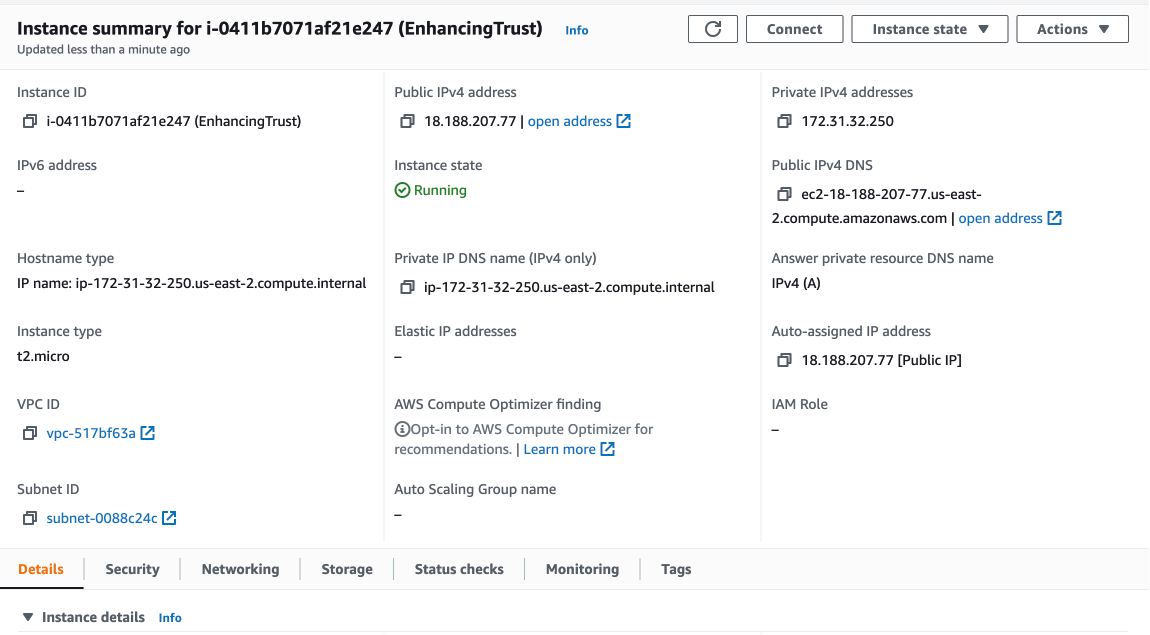 Instance summary for i-0411b7071af21e247 (EnhancingTrust) Info
Updated less than a minute ago
Connect
Instance state
Actions
Instance ID
i-0411b7071af21e247 (EnhancingTrust)
Public IPv4 address
18.188.207.77 | open address
Private IPv4 addresses
172.31.32.250
IPv6 address
–
Instance state
Running
Public IPv4 DNS
ec2-18-188-207-77.us-east-
2.compute.amazonaws.com | open address
Hostname type
IP name: ip-172-31-32-250.us-east-2.compute.internal
Private IP DNS name (IPv4 only)
ip-172-31-32-250.us-east-2.compute.internal
Answer private resource DNS name
IPv4 (A)
Instance type
t2.micro
Elastic IP addresses
–
Auto-assigned IP address
18.188.207.77 [Public IP]
VPC ID
vpc-517bf63a
AWS Compute Optimizer finding
Opt-in to AWS Compute Optimizer for
recommendations. | Learn more
IAM Role
–
Subnet ID
subnet-0088c24c
Auto Scaling Group name
–
Details
Security
Networking
Storage
Status checks
Monitoring
Tags
Instance details Info